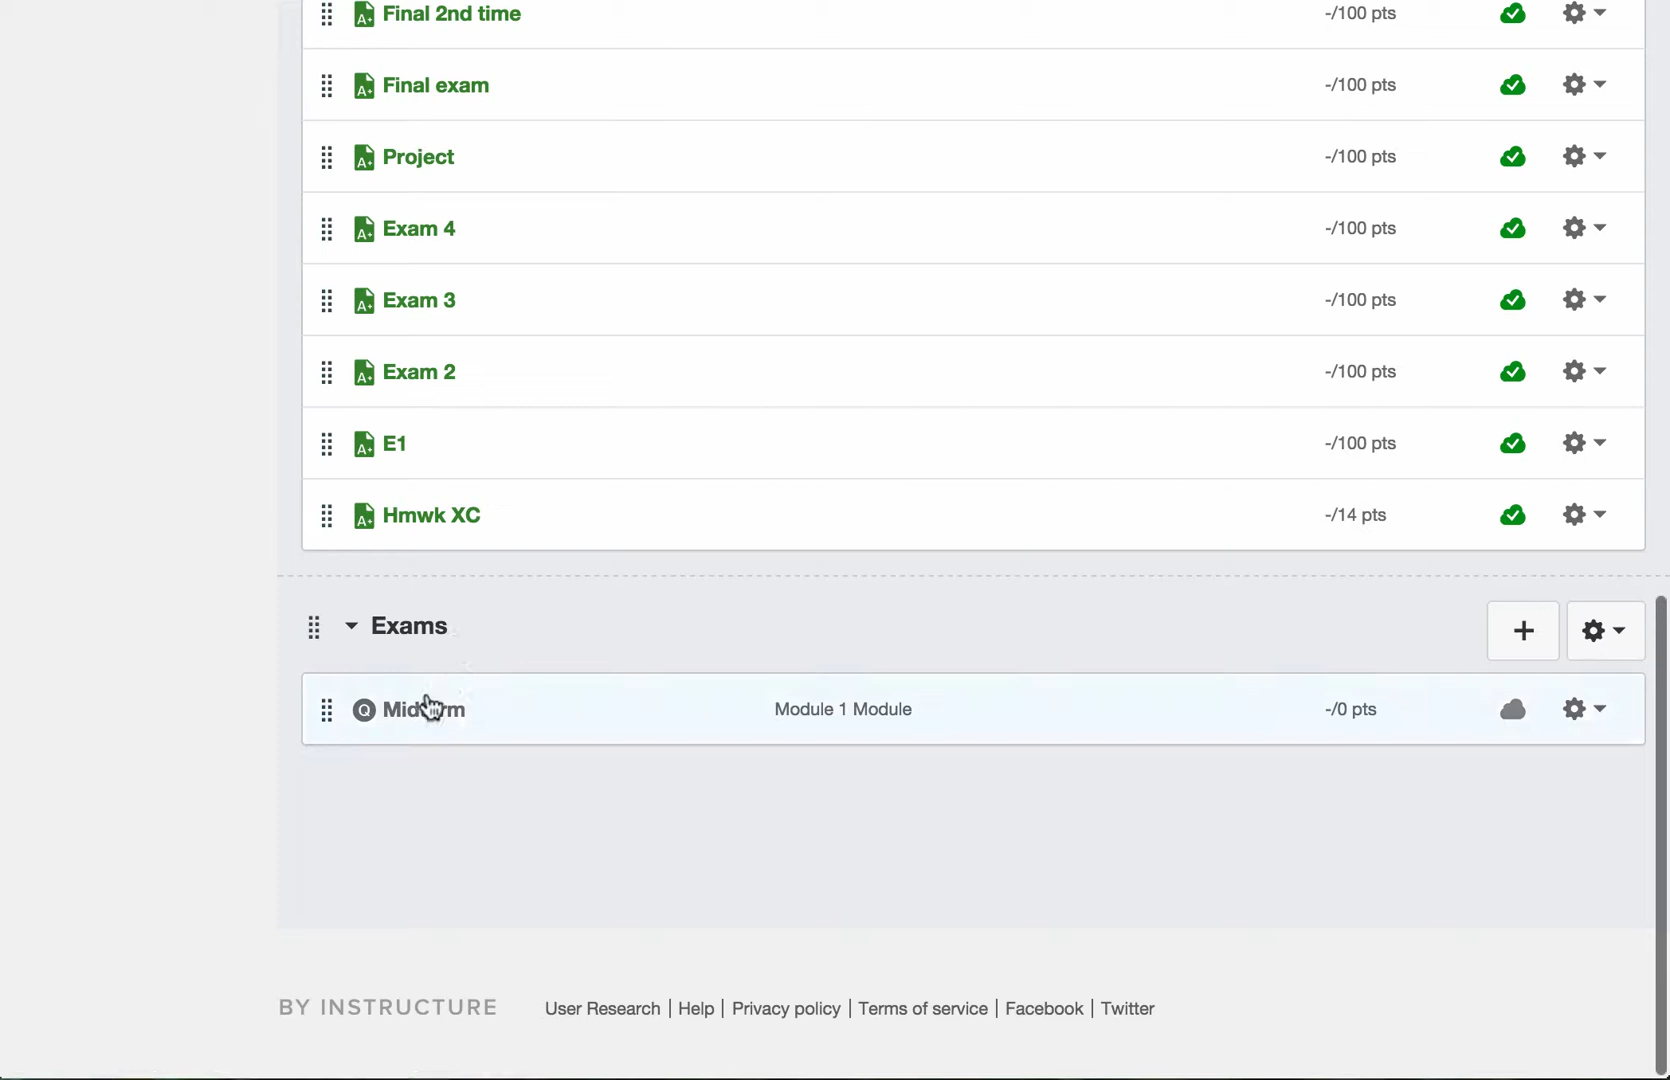 Final 2nd time -/100 pts
Final exam -/100 pts
Project -/100 pts
Exam 4 -/100 pts
Exam 3 -/100 pts
Exam 2 -/100 pts
E1 -/100 pts
Hmwk XC -/14 pts
Exams
Module 1 Module -/0 pts
BY INSTRUCTURE User Research | Help | Privacy policy | Terms of service | Facebook | Twitter